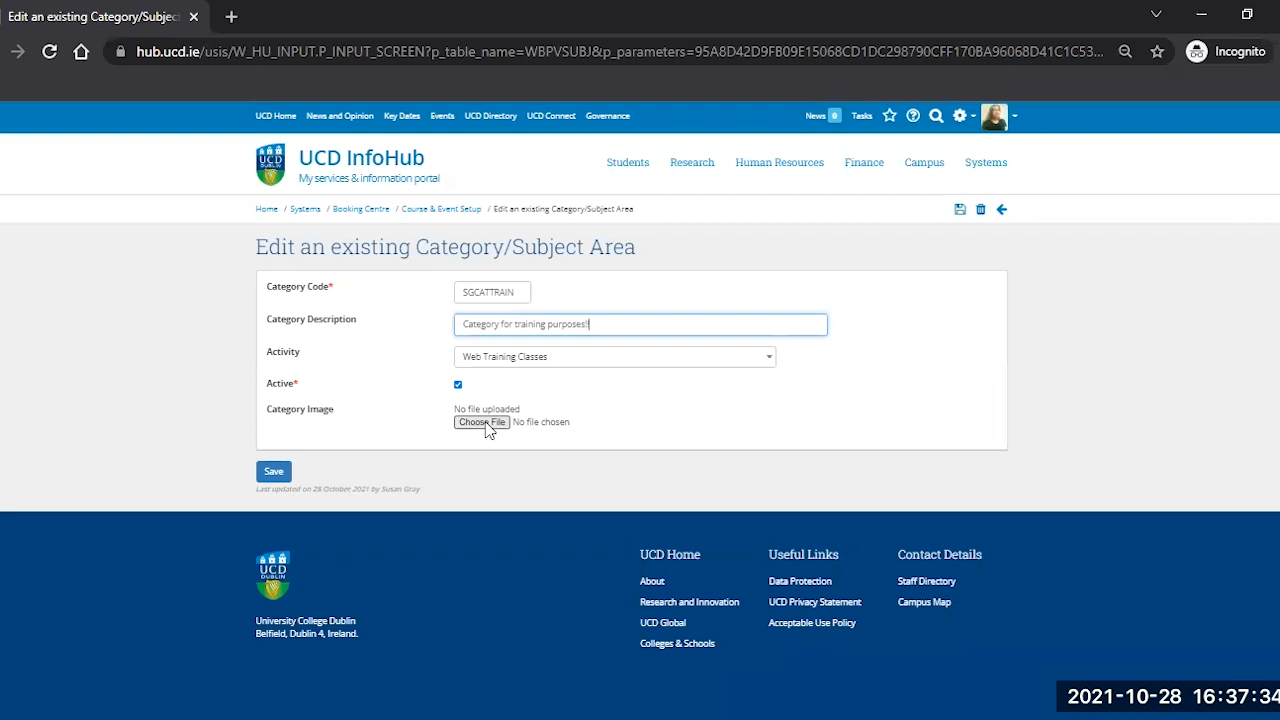 Edit an existing Category/Subject
hub.ucd.ie/usis/W_HU_INPUT.P_INPUT_SCREEN?p_table_name=WBPVSUBJ&p_parameters=95A8D42D9FB09E15068CD1DC298790CFF170BA96068D41C1C53...
Incognito
UCD Home News and Opinion Key Dates Events UCD Directory UCD Connect Governance
News 0 Tasks
UCD DUBLIN
UCD InfoHub
My services & information portal
Students Research Human Resources Finance Campus Systems
Home / Systems / Booking Centre / Course & Event Setup / Edit an existing Category/Subject Area
Edit an existing Category/Subject Area
Category Code*
SGCATTRAIN
Category Description
Category for training purposes!!
Activity
Web Training Classes
Active*
Category Image
No file uploaded
Choose File No file chosen
Save
Last updated on 28 October, 2021 by Susan Gray
UCD DUBLIN
University College Dublin
Belfield, Dublin 4, Ireland.
UCD Home
About
Research and Innovation
UCD Global
Colleges & Schools
Useful Links
Data Protection
UCD Privacy Statement
Acceptable Use Policy
Contact Details
Staff Directory
Campus Map
2021-10-28 16:37:34